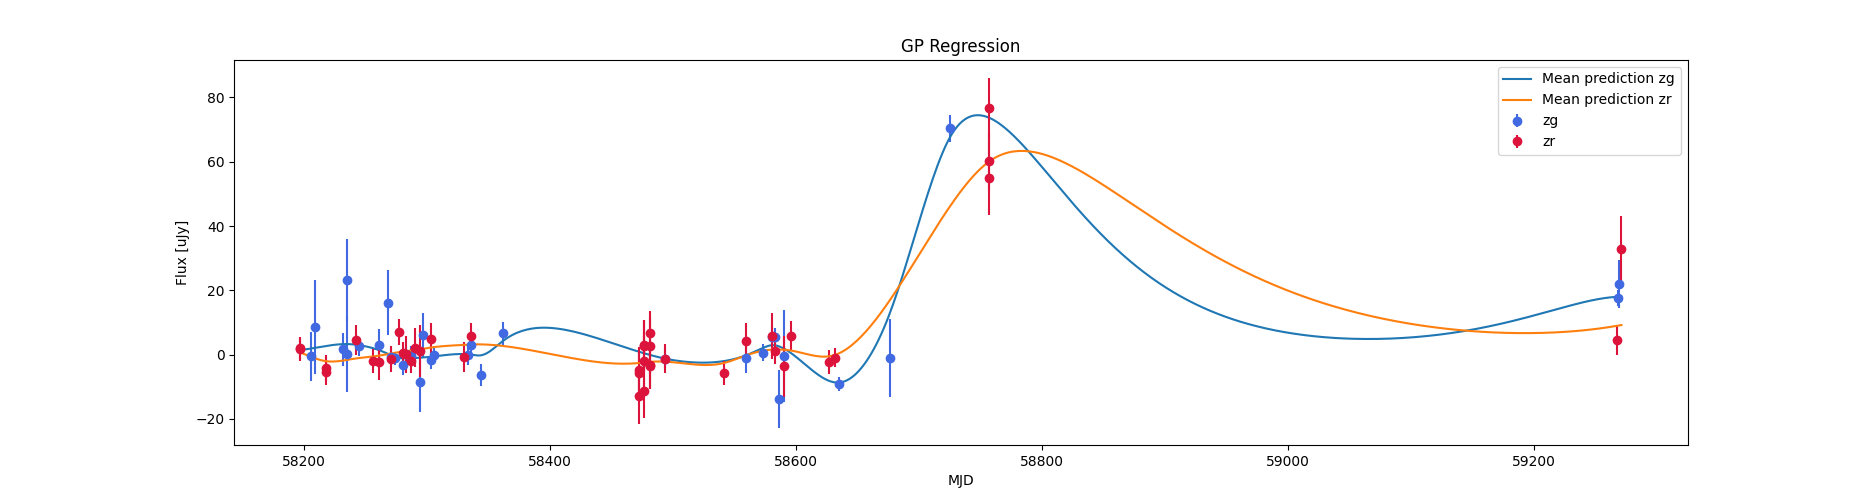 GP Regression
Mean prediction zg
Mean prediction zr
zg
zr
80
60
40
20
0
−20
Flux [uJy]
58200
58400
58600
58800
59000
59200
MJD